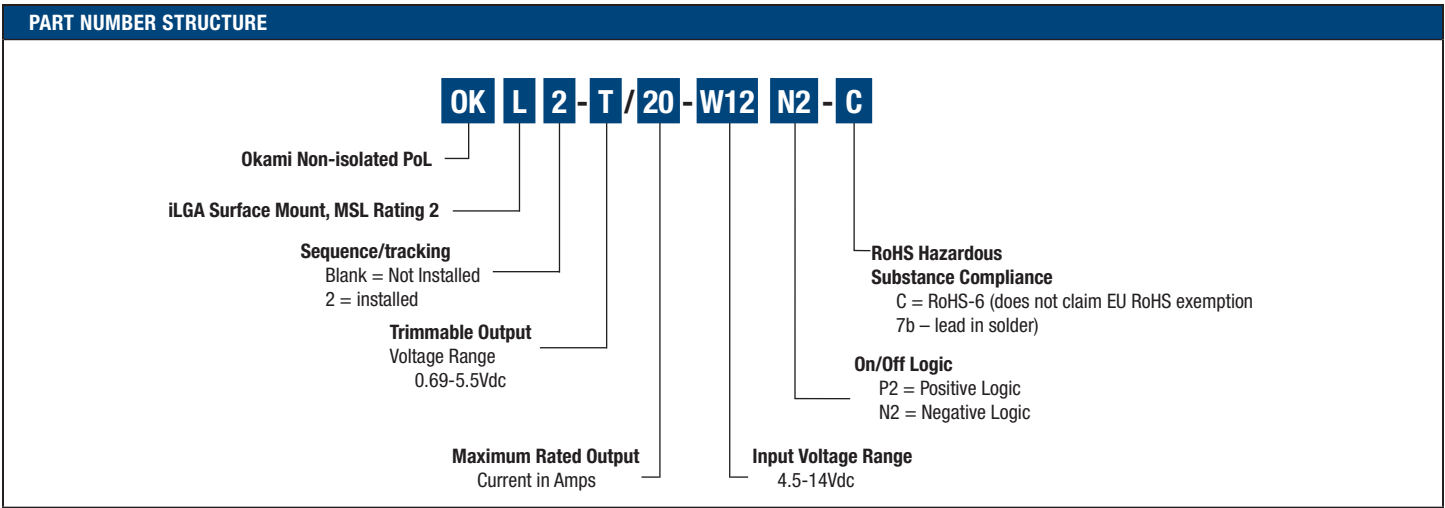 PART NUMBER STRUCTURE
OK L 2 - T / 20 - W12 N2 - C
Okami Non-isolated PoL
iLGA Surface Mount, MSL Rating 2
Sequence/tracking
Blank = Not Installed
2 = installed
Trimmable Output
Voltage Range
0.69-5.5Vdc
Maximum Rated Output
Current in Amps
Input Voltage Range
4.5-14Vdc
On/Off Logic
P2 = Positive Logic
N2 = Negative Logic
RoHS Hazardous
Substance Compliance
C = RoHS-6 (does not claim EU RoHS exemption
7b – lead in solder)